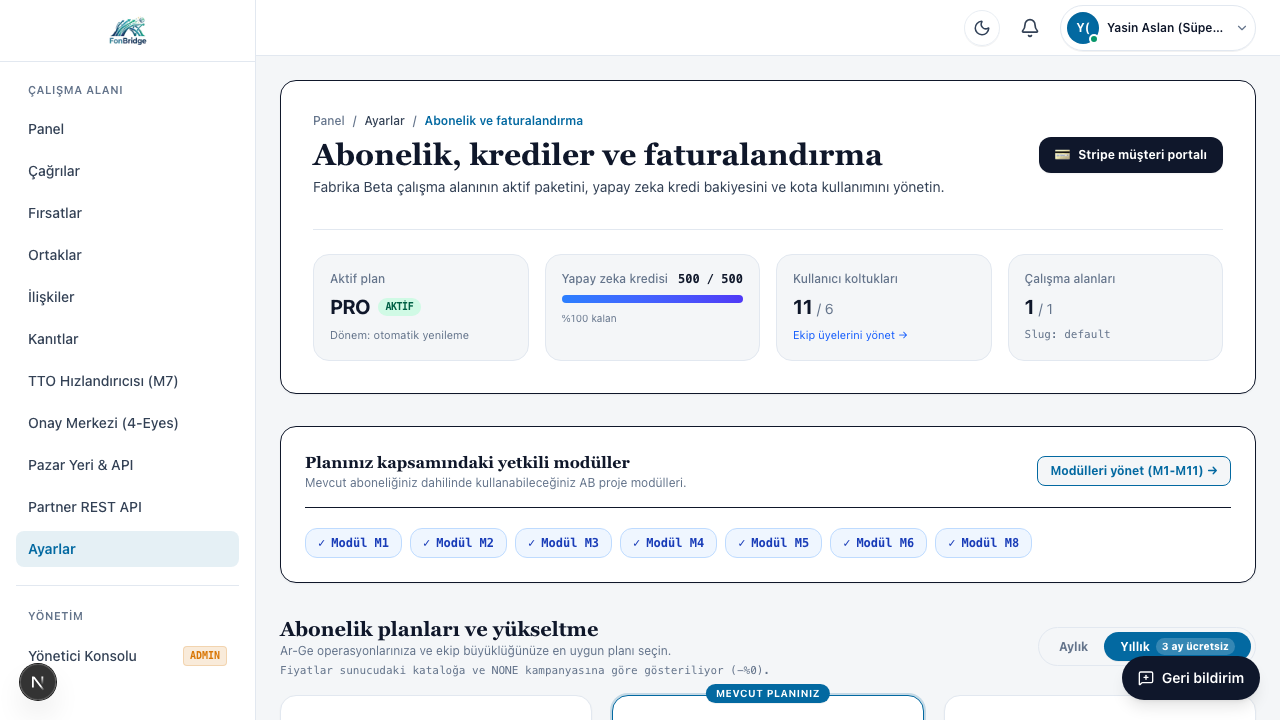 FonBridge
Y(
Yasin Aslan (Süpe...
ÇALIŞMA ALANI
Panel
Çağrılar
Fırsatlar
Ortaklar
İlişkiler
Kanıtlar
TTO Hızlandırıcısı (M7)
Onay Merkezi (4-Eyes)
Pazar Yeri & API
Partner REST API
Ayarlar
YÖNETİM
Yönetici Konsolu
ADMIN
N
Panel / Ayarlar / Abonelik ve faturalandırma
Abonelik, krediler ve faturalandırma
Fabrika Beta çalışma alanının aktif paketini, yapay zeka kredi bakiyesini ve kota kullanımını yönetin.
Stripe müşteri portalı
Aktif plan
PRO AKTİF
Dönem: otomatik yenileme
Yapay zeka kredisi 500 / 500
%100 kalan
Kullanıcı koltukları
11 / 6
Ekip üyelerini yönet →
Çalışma alanları
1 / 1
Slug: default
Planınız kapsamındaki yetkili modüller
Mevcut aboneliğiniz dahilinde kullanabileceğiniz AB proje modülleri.
Modülleri yönet (M1-M11) →
✓ Modül M1
✓ Modül M2
✓ Modül M3
✓ Modül M4
✓ Modül M5
✓ Modül M6
✓ Modül M8
Abonelik planları ve yükseltme
Ar-Ge operasyonlarınıza ve ekip büyüklüğünüze en uygun planı seçin.
Fiyatlar sunucudaki kataloğa ve NONE kampanyasına göre gösteriliyor (−%0).
Aylık
Yıllık 3 ay ücretsiz
MEVCUT PLANINIZ
Geri bildirim